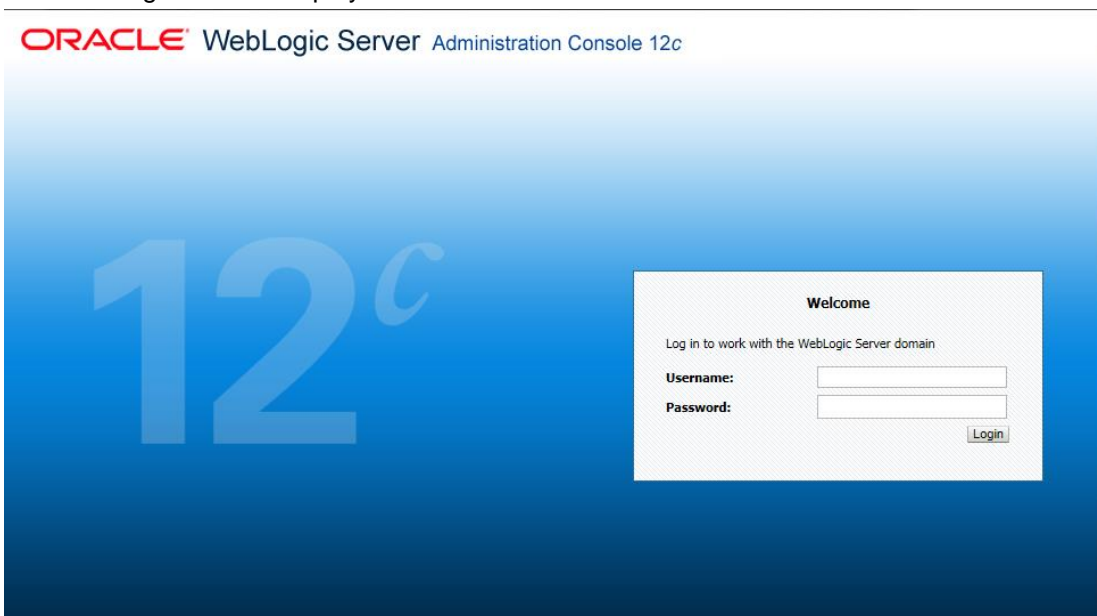 ORACLE WebLogic Server Administration Console 12c
12c
Welcome
Log in to work with the WebLogic Server domain
Username:
Password:
Login